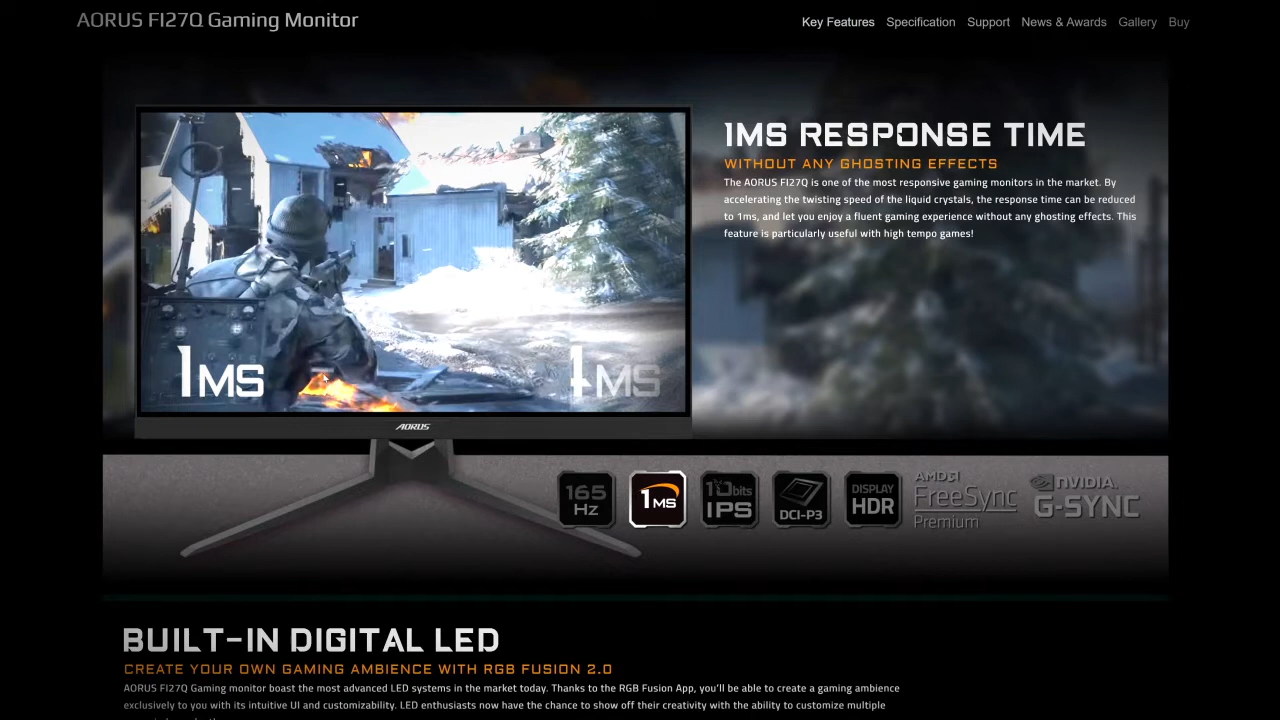 AORUS FI27Q Gaming Monitor
Key Features Specification Support News & Awards Gallery Buy
1MS RESPONSE TIME
WITHOUT ANY GHOSTING EFFECTS
The AORUS FI27Q is one of the most responsive gaming monitors in the market. By
accelerating the twisting speed of the liquid crystals, the response time can be reduced
to 1ms, and let you enjoy a fluent gaming experience without any ghosting effects. This
feature is particularly useful with high tempo games!
1MS
1MS
AORUS
165
Hz
1MS
10bits
IPS
DCI-P3
DISPLAY
HDR
AMD
FreeSync
Premium
NVIDIA.
G-SYNC
BUILT-IN DIGITAL LED
CREATE YOUR OWN GAMING AMBIENCE WITH RGB FUSION 2.0
AORUS FI27Q Gaming monitor boast the most advanced LED systems in the market today. Thanks to the RGB Fusion App, you'll be able to create a gaming ambience
exclusively to you with its intuitive UI and customizability. LED enthusiasts now have the chance to show off their creativity with the ability to customize multiple